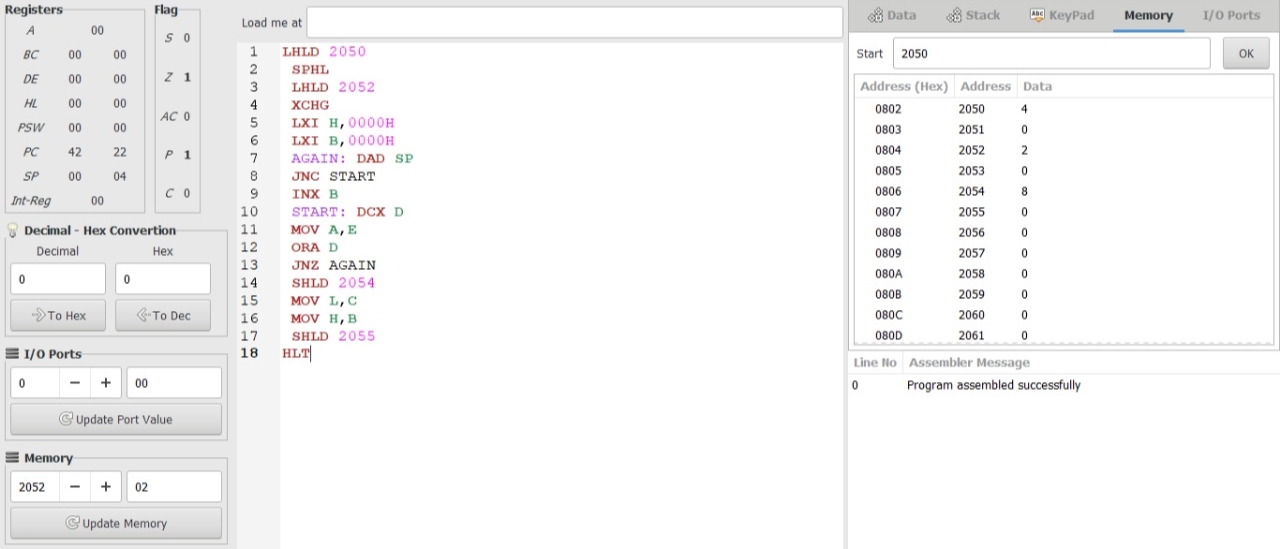 Registers
A 00
BC 00 00
DE 00 00
HL 00 00
PSW 00 00
PC 42 22
SP 00 04
Int-Reg 00
Flag
S 0
Z 1
AC 0
P 1
C 0
Decimal - Hex Convertion
Decimal Hex
0 0
To Hex To Dec
I/O Ports
0 − + 00
Update Port Value
Memory
2052 − + 02
Update Memory
Load me at
1 LHLD 2050
2 SPHL
3 LHLD 2052
4 XCHG
5 LXI H,0000H
6 LXI B,0000H
7 AGAIN: DAD SP
8 JNC START
9 INX B
10 START: DCX D
11 MOV A,E
12 ORA D
13 JNZ AGAIN
14 SHLD 2054
15 MOV L,C
16 MOV H,B
17 SHLD 2055
18 HLT
Data Stack Abc KeyPad Memory I/O Ports
Start 2050 OK
Address (Hex) Address Data
0802 2050 4
0803 2051 0
0804 2052 2
0805 2053 0
0806 2054 8
0807 2055 0
0808 2056 0
0809 2057 0
080A 2058 0
080B 2059 0
080C 2060 0
080D 2061 0
Line No Assembler Message
0 Program assembled successfully